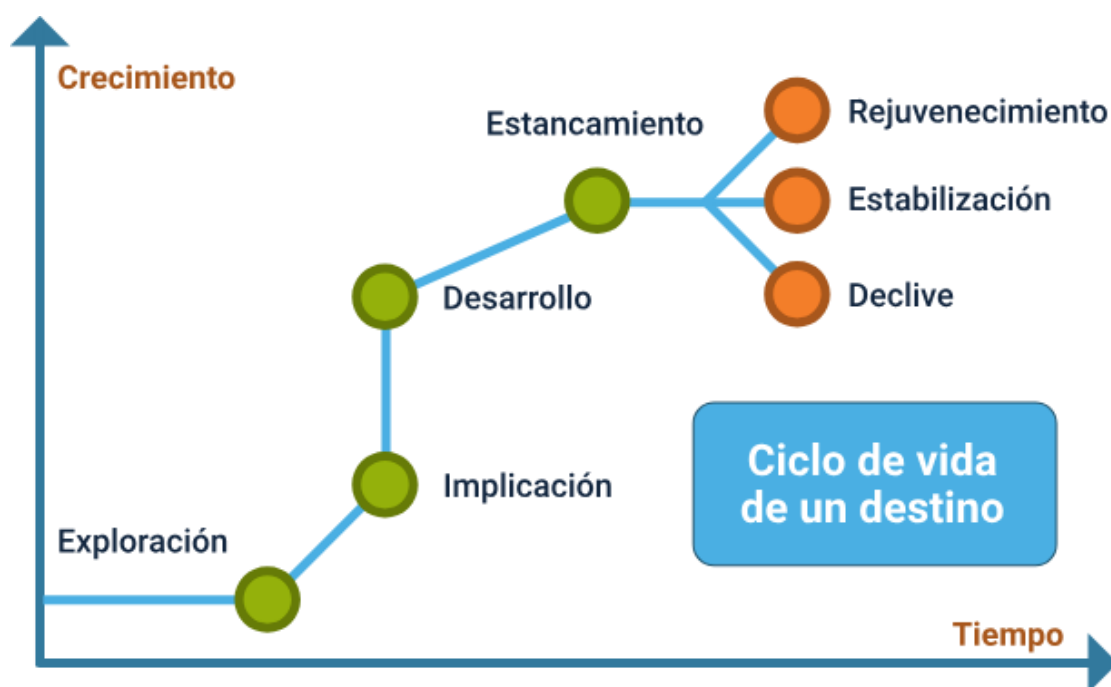 Crecimiento
Estancamiento
Rejuvenecimiento
Estabilización
Declive
Desarrollo
Implicación
Exploración
Ciclo de vida
de un destino
Tiempo